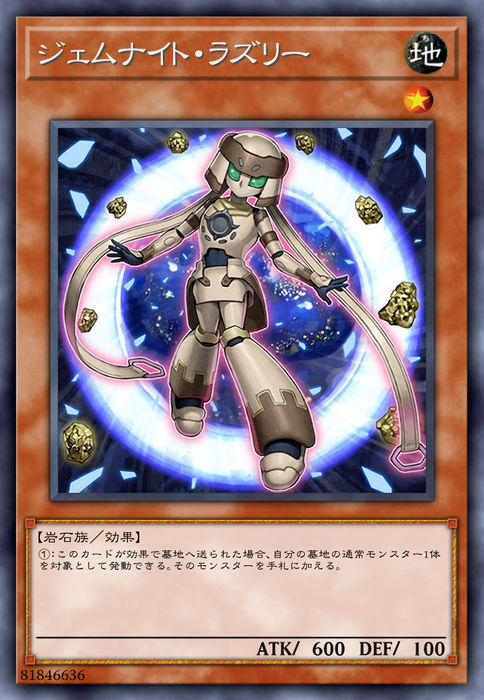 ジェムナイト・ラズリー
ち
地
【岩石族／効果】
①：このカードが効果で墓地へ送られた場合、自分の墓地の通常モンスター1体
を対象として発動できる。そのモンスターを手札に加える。
ATK/ 600 DEF/ 100
81846636